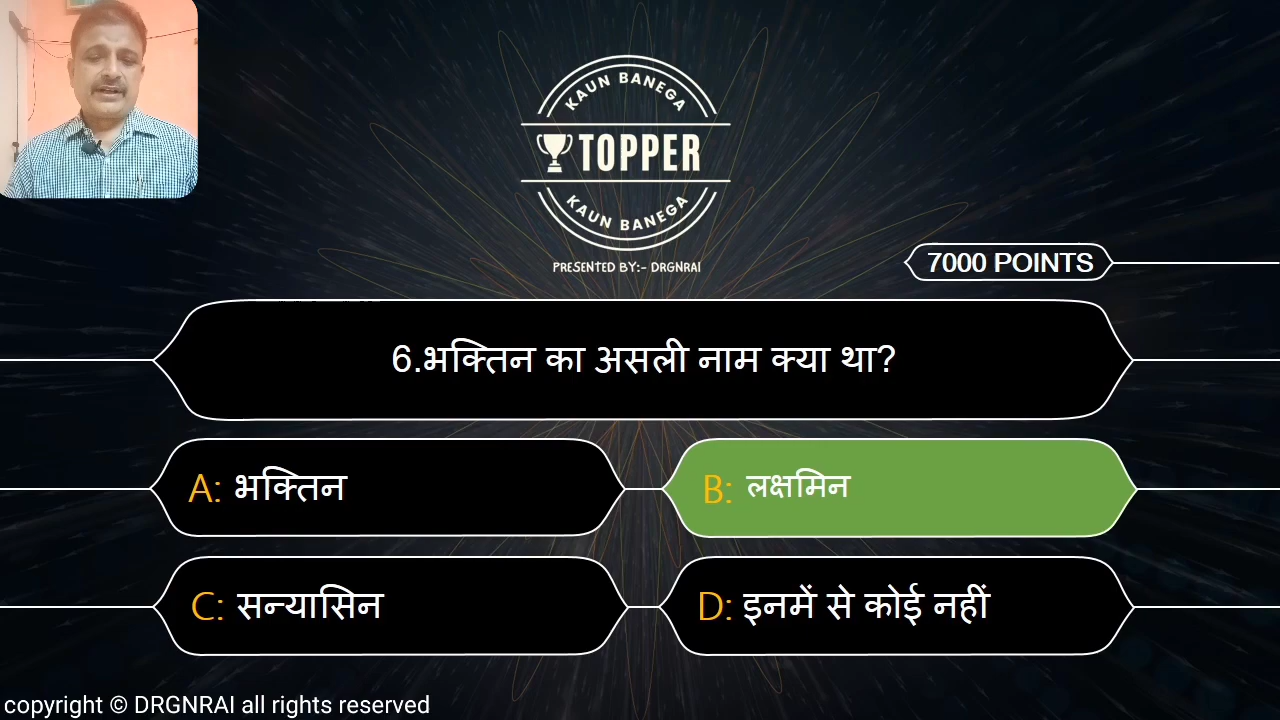 KAUN BANEGA
TOPPER
KAUN BANEGA
PRESENTED BY:- DRGNRAI
7000 POINTS
6.भक्तिन का असली नाम क्या था?
A: भक्तिन
B: लक्षमिन
C: सन्यासिन
D: इनमें से कोई नहीं
copyright © DRGNRAI all rights reserved